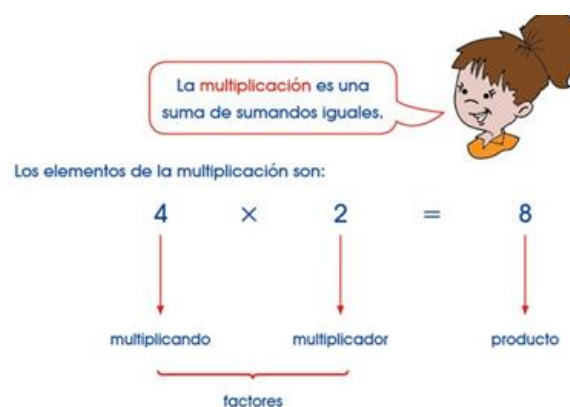 La multiplicación es una
suma de sumandos iguales.
Los elementos de la multiplicación son:
4 × 2 = 8
multiplicando multiplicador producto
factores